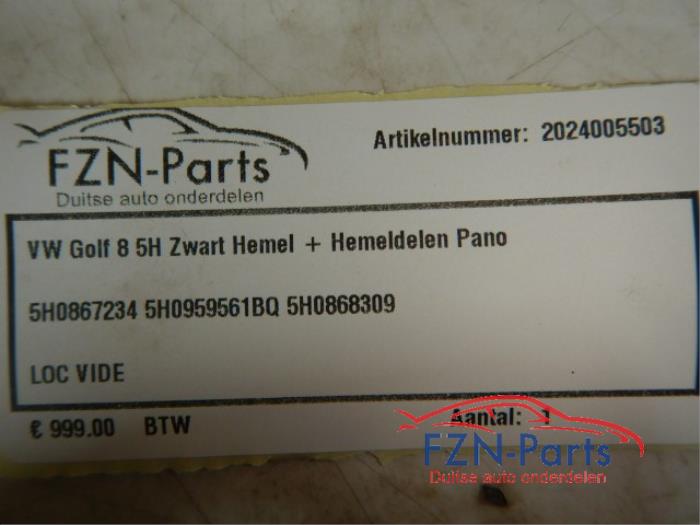 FZN-Parts
Duitse auto onderdelen
Artikelnummer: 2024005503
VW Golf 8 5H Zwart Hemel + Hemeldelen Pano
5H0867234 5H0959561BQ 5H0868309
LOC VIDE
€ 999.00 BTW
Aantal: 1
FZN-Parts
Duitse auto onderdelen